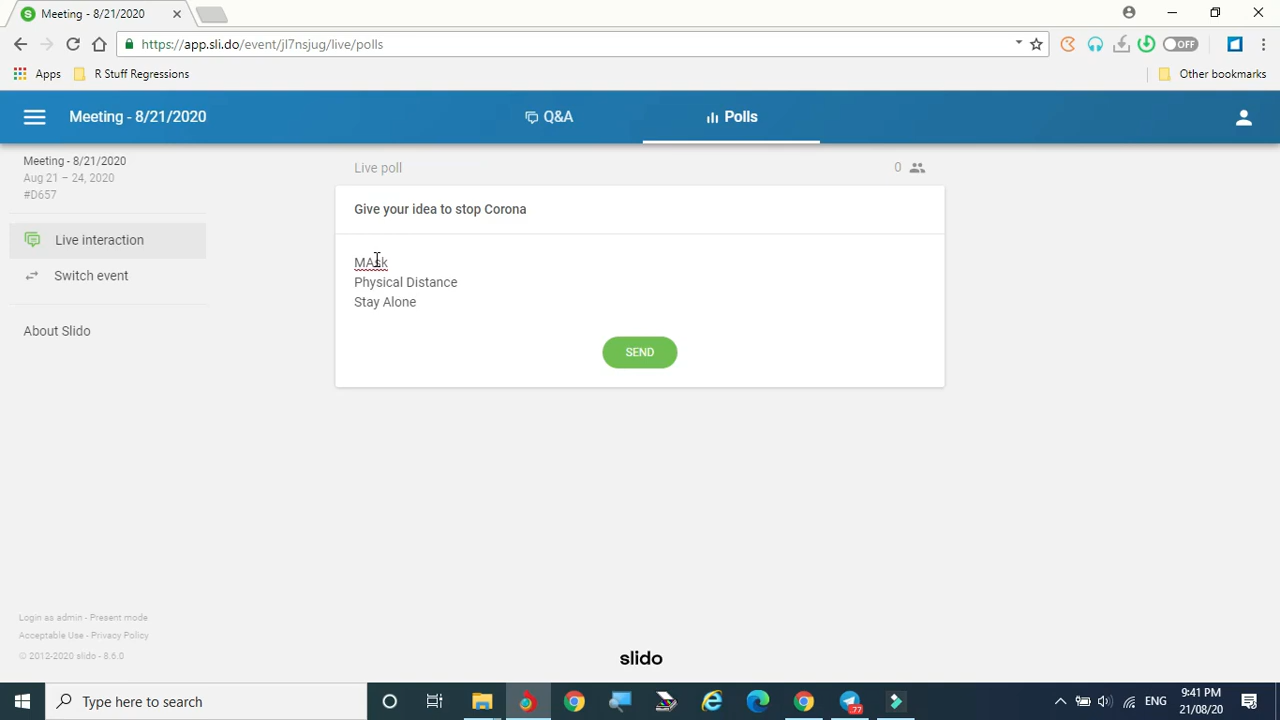 Meeting - 8/21/2020
https://app.sli.do/event/jl7nsjug/live/polls
OFF
Apps
R Stuff Regressions
Other bookmarks
Meeting - 8/21/2020
Q&A
Polls
Meeting - 8/21/2020
Aug 21 – 24, 2020
#D657
Live interaction
Switch event
About Slido
Live poll
0
Give your idea to stop Corona
MAsk
Physical Distance
Stay Alone
SEND
Login as admin - Present mode
Acceptable Use - Privacy Policy
© 2012-2020 slido - 8.6.0
slido
Type here to search
77
ENG
9:41 PM
21/08/20